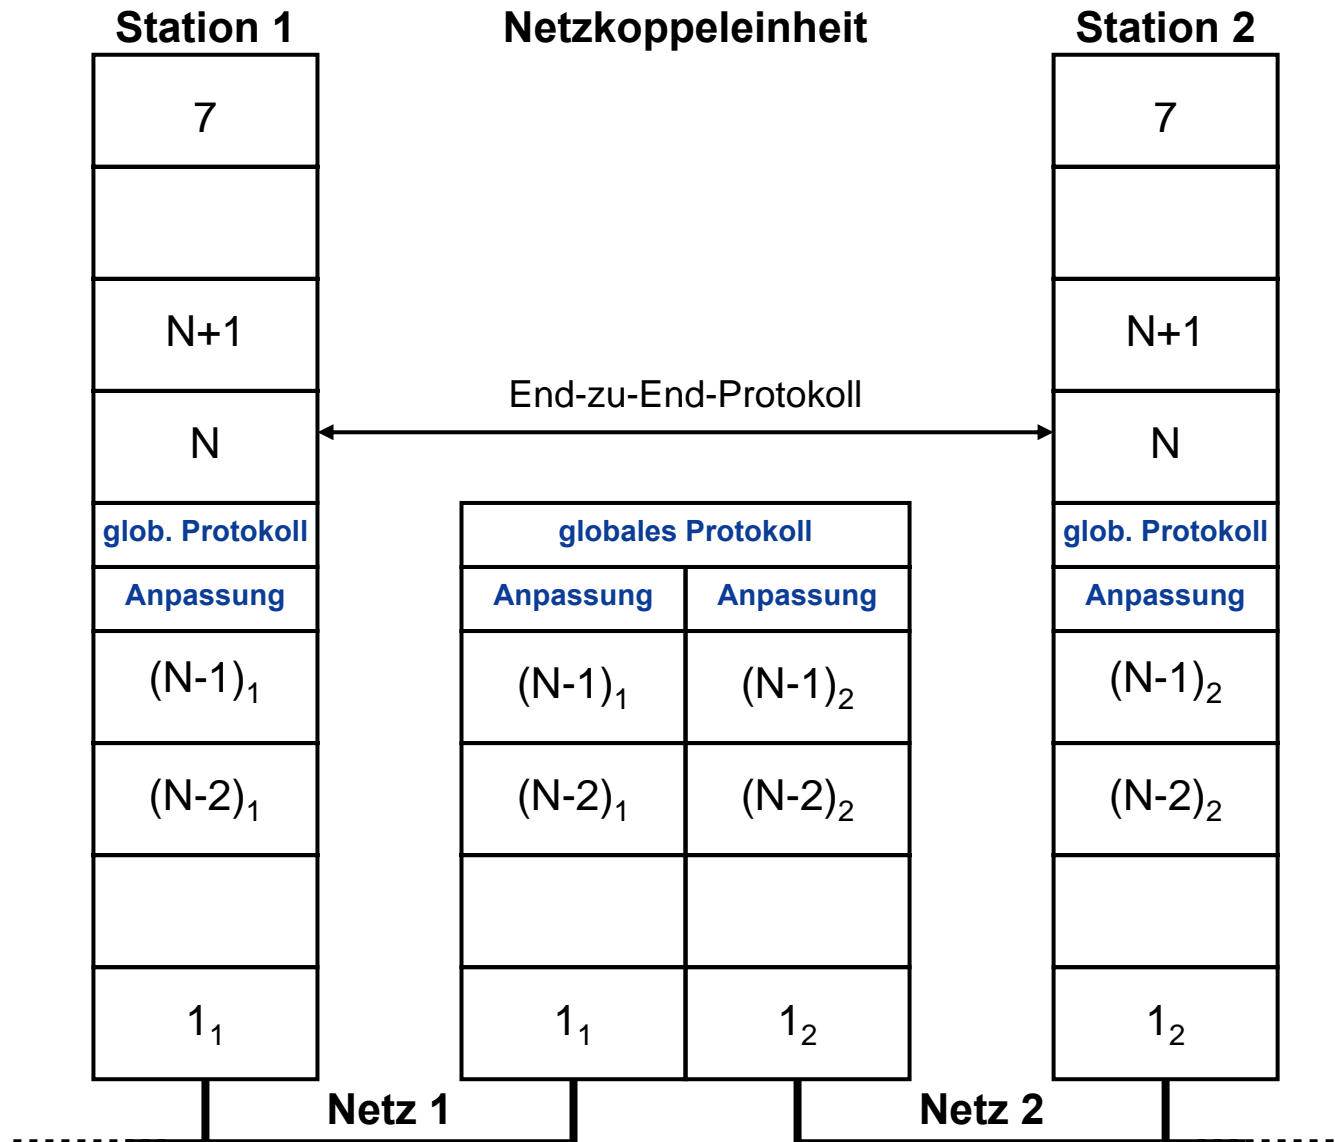 Station 1 Netzkoppeleinheit Station 2
7 7
N+1 N+1
End-zu-End-Protokoll
N N
glob. Protokoll globales Protokoll glob. Protokoll
Anpassung Anpassung Anpassung Anpassung
(N-1)₁ (N-1)₁ (N-1)₂ (N-1)₂
(N-2)₁ (N-2)₁ (N-2)₂ (N-2)₂
1₁ 1₁ 1₂ 1₂
Netz 1 Netz 2